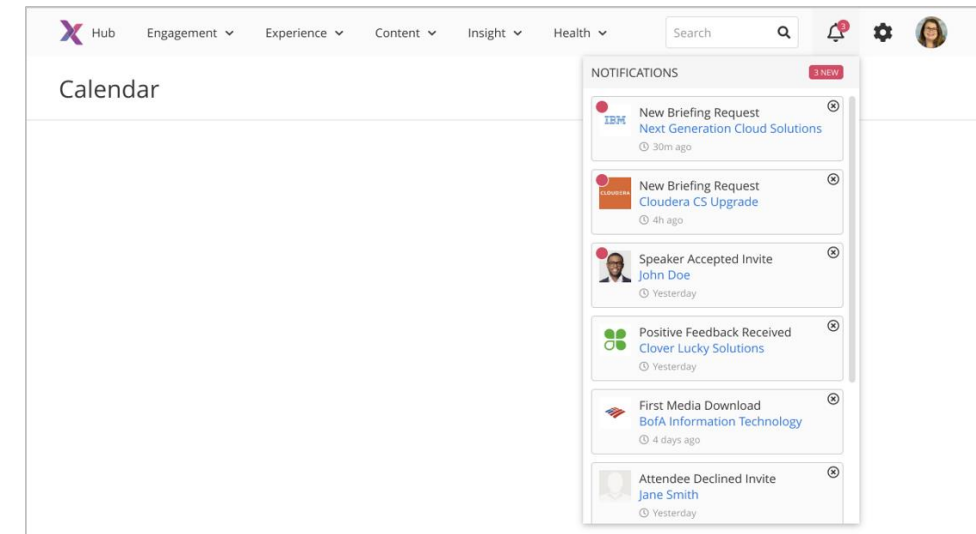 Hub Engagement Experience Content Insight Health Search 3
Calendar
NOTIFICATIONS 3 NEW
IBM
New Briefing Request
Next Generation Cloud Solutions
30m ago
CLOUDERA
New Briefing Request
Cloudera CS Upgrade
4h ago
Speaker Accepted Invite
John Doe
Yesterday
Positive Feedback Received
Clover Lucky Solutions
Yesterday
First Media Download
BofA Information Technology
4 days ago
Attendee Declined Invite
Jane Smith
Yesterday